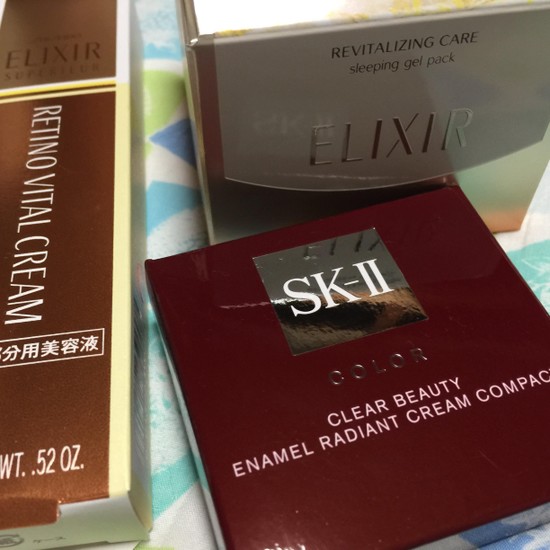 ELIXIR
SUPERIEUR
RETINO VITAL CREAM
部分用美容液
WT. .52 OZ.
REVITALIZING CARE
sleeping gel pack
ELIXIR
SK-II
COLOR
CLEAR BEAUTY
ENAMEL RADIANT CREAM COMPACT